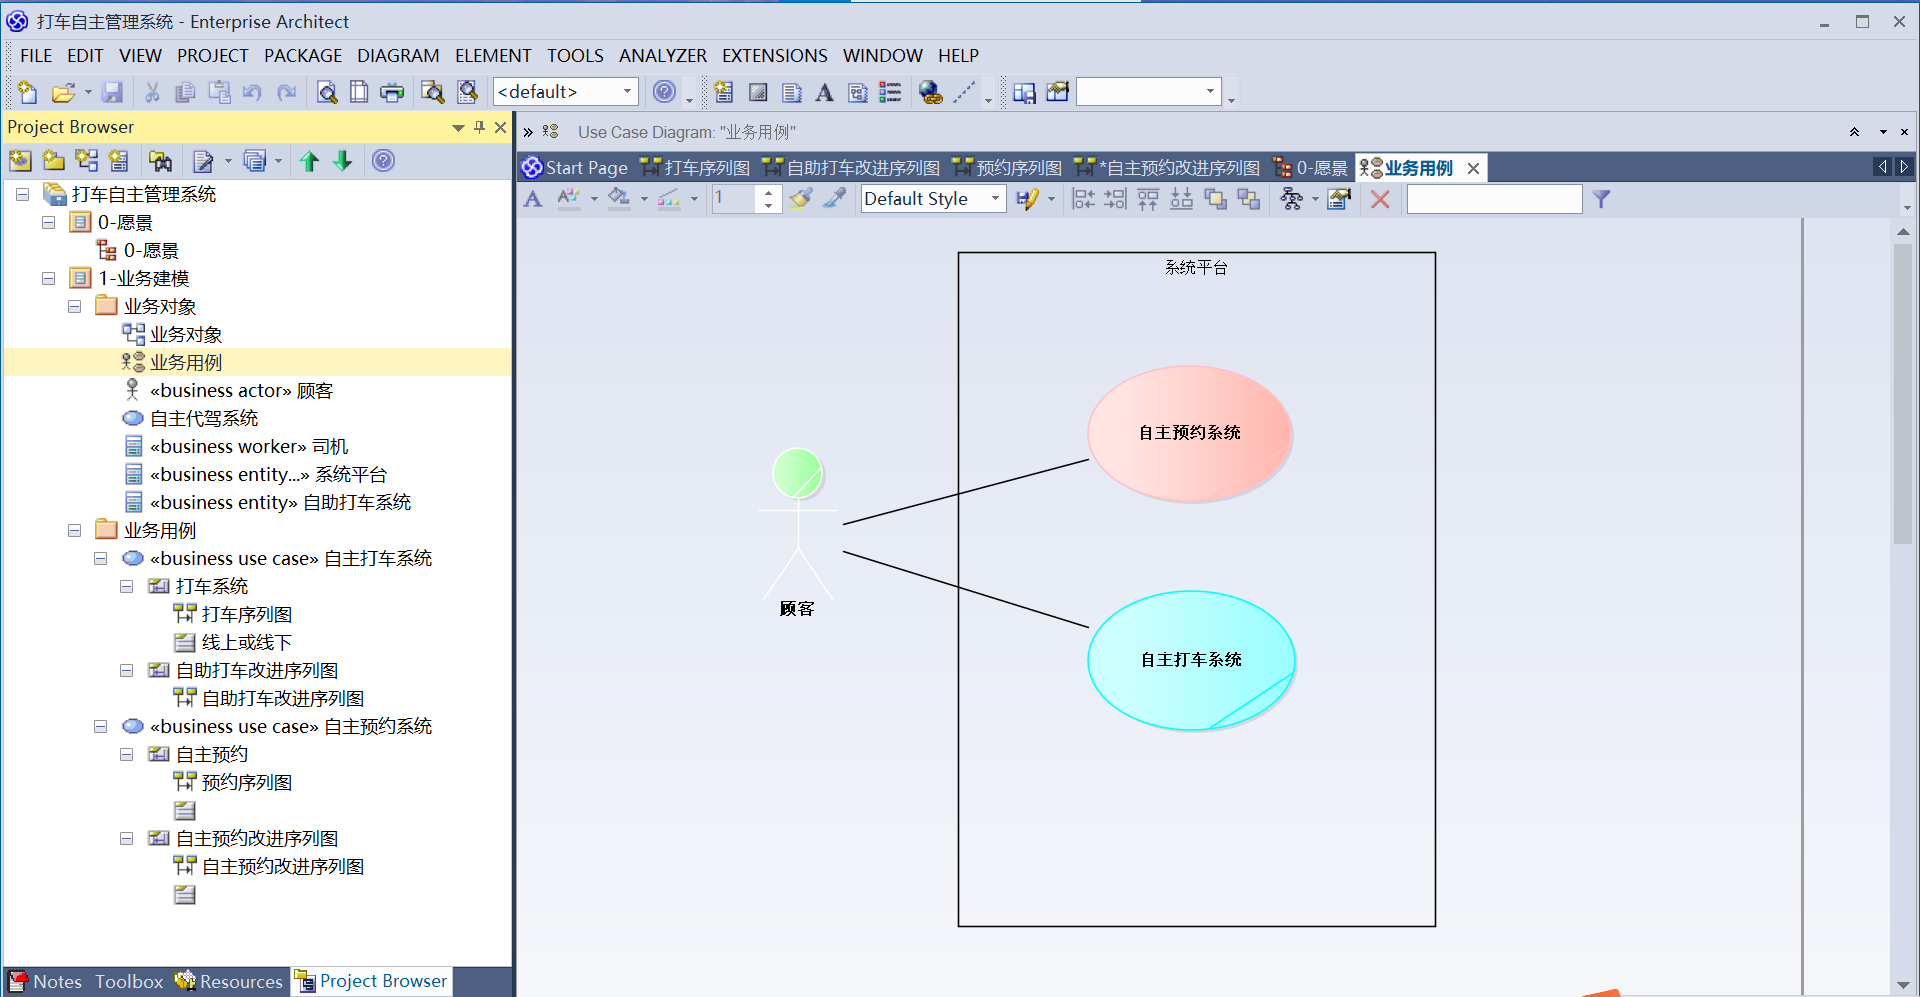 打车自主管理系统 - Enterprise Architect
FILE EDIT VIEW PROJECT PACKAGE DIAGRAM ELEMENT TOOLS ANALYZER EXTENSIONS WINDOW HELP
<default>
Project Browser
打车自主管理系统
0-愿景
0-愿景
1-业务建模
业务对象
业务对象
业务用例
«business actor» 顾客
自主代驾系统
«business worker» 司机
«business entity...» 系统平台
«business entity» 自助打车系统
业务用例
«business use case» 自主打车系统
打车系统
打车序列图
线上或线下
自助打车改进序列图
自助打车改进序列图
«business use case» 自主预约系统
自主预约
预约序列图
自主预约改进序列图
自主预约改进序列图
Notes Toolbox Resources Project Browser
Use Case Diagram: "业务用例"
Start Page 打车序列图 自助打车改进序列图 预约序列图 *自主预约改进序列图 0-愿景 业务用例
1 Default Style
系统平台
自主预约系统
顾客
自主打车系统